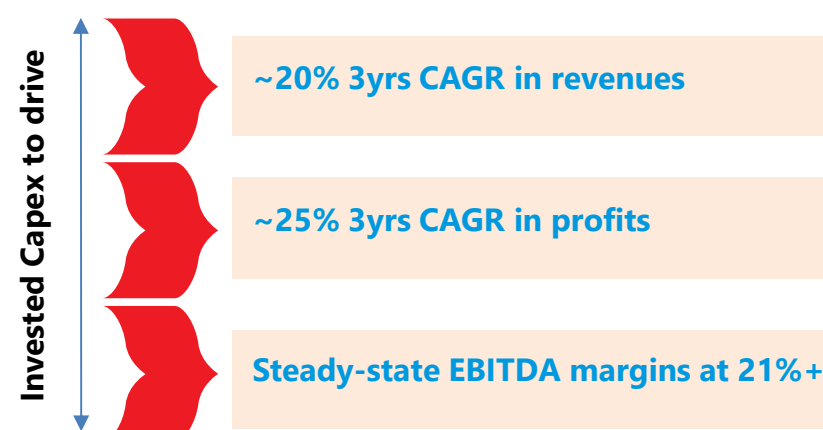 Invested Capex to drive
~20% 3yrs CAGR in revenues
~25% 3yrs CAGR in profits
Steady-state EBITDA margins at 21%+